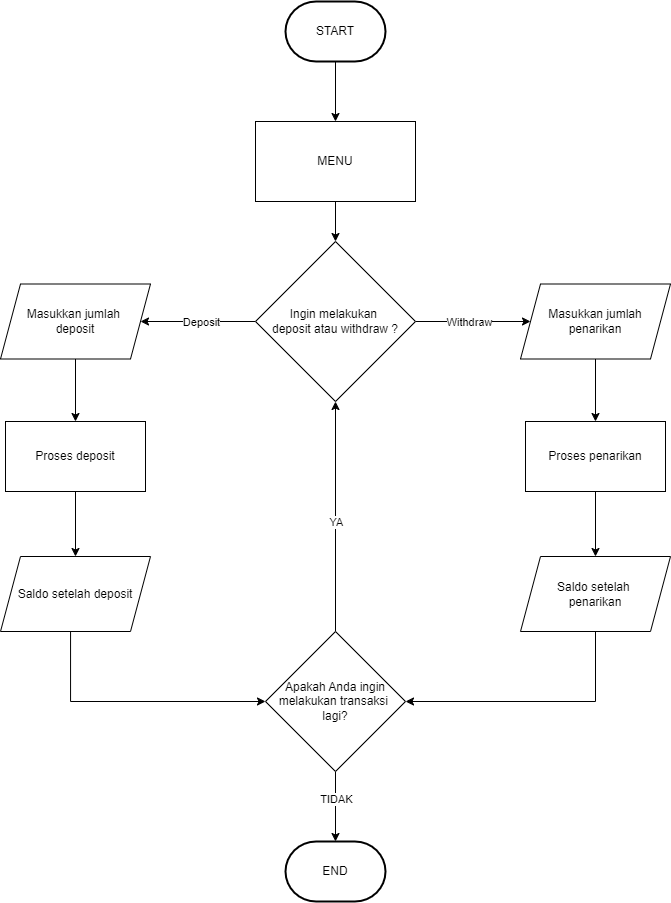 START
MENU
Ingin melakukan
deposit atau withdraw ?
Deposit
Withdraw
Masukkan jumlah
deposit
Masukkan jumlah
penarikan
Proses deposit
Proses penarikan
Saldo setelah deposit
Saldo setelah
penarikan
YA
Apakah Anda ingin
melakukan transaksi
lagi?
TIDAK
END